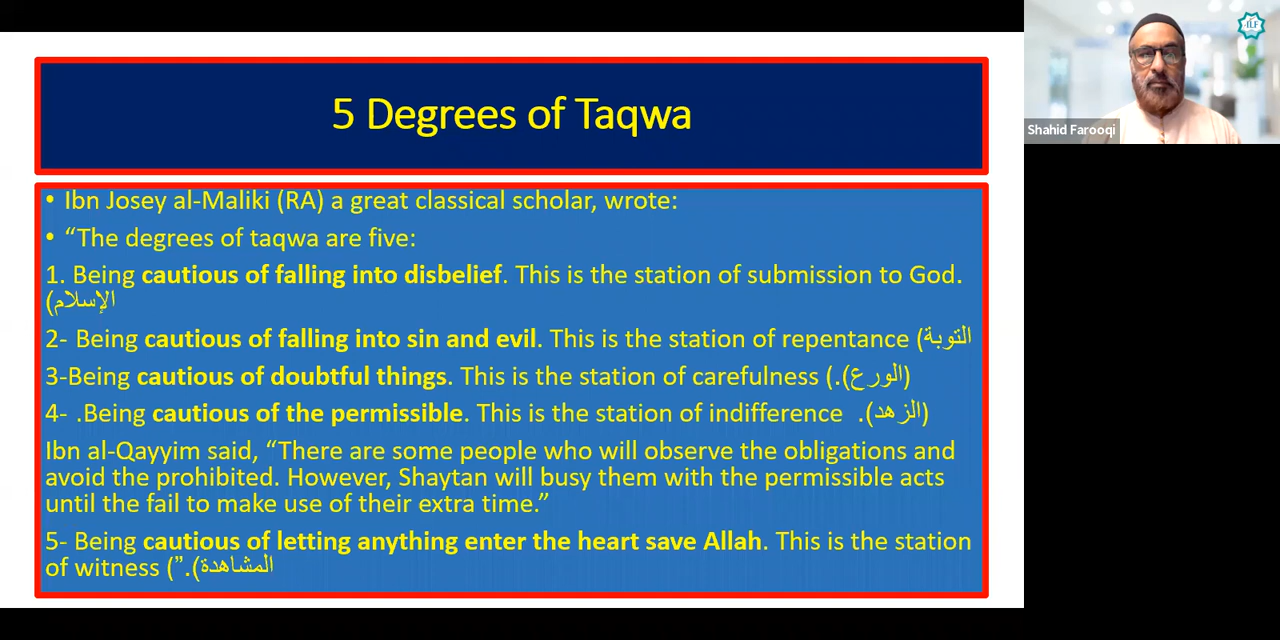 5 Degrees of Taqwa
• Ibn Josey al-Maliki (RA) a great classical scholar, wrote:
• “The degrees of taqwa are five:
1. Being cautious of falling into disbelief. This is the station of submission to God.
(الإسلام
2- Being cautious of falling into sin and evil. This is the station of repentance (التوبة
3-Being cautious of doubtful things. This is the station of carefulness (.(الورع)
4- .Being cautious of the permissible. This is the station of indifference .(الزهد)
Ibn al-Qayyim said, “There are some people who will observe the obligations and
avoid the prohibited. However, Shaytan will busy them with the permissible acts
until the fail to make use of their extra time.”
5- Being cautious of letting anything enter the heart save Allah. This is the station
of witness (”.(المشاهدة
ILF
Shahid Farooqi